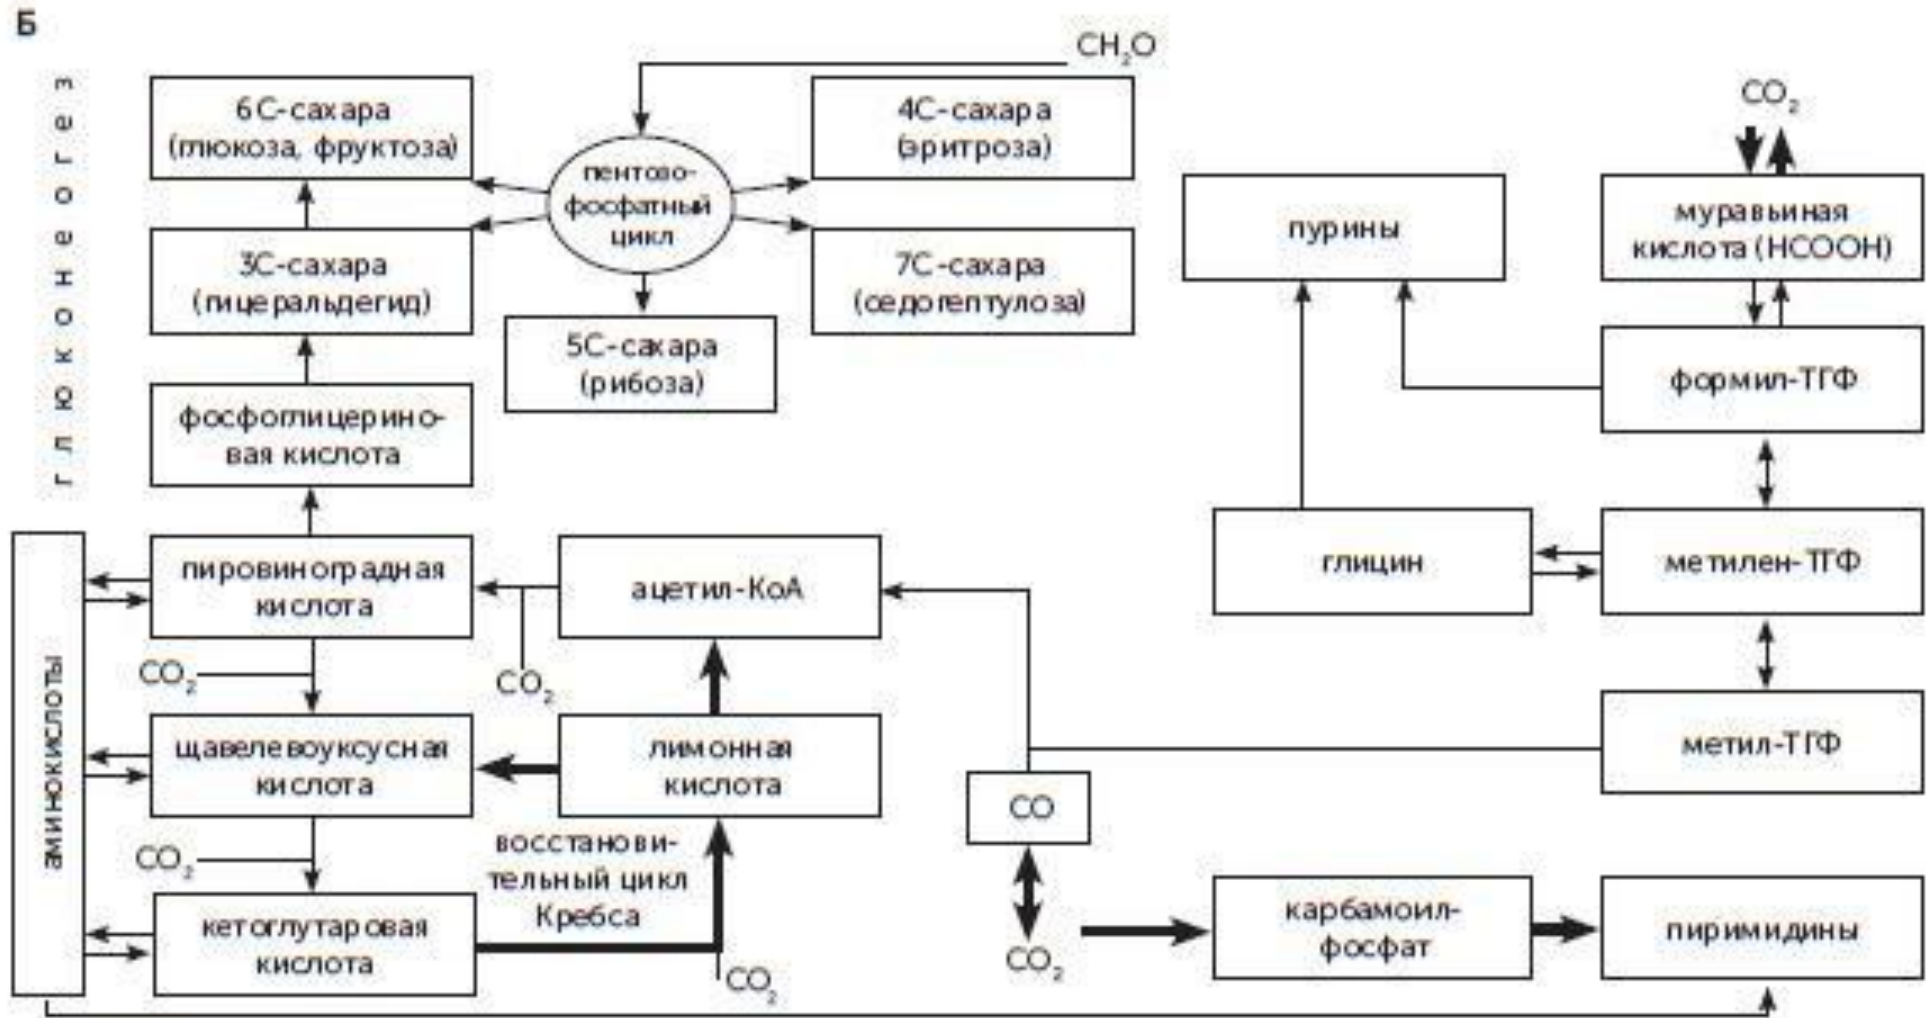 Б
глюконеогез
CH₂O
6С-сахара
(глюкоза, фруктоза)
пентозо-
фосфатный
цикл
4С-сахара
(эритроза)
CO₂
3С-сахара
(гицеральдегид)
7С-сахара
(седогептулоза)
5С-сахара
(рибоза)
пурины
муравьиная
кислота (HCOOH)
фосфоглицерино-
вая кислота
формил-ТГФ
аминокислоты
пировиноградная
кислота
ацетил-КоА
глицин
метилен-ТГФ
CO₂
CO₂
щавелевоуксусная
кислота
лимонная
кислота
метил-ТГФ
CO
CO₂
восстанови-
тельный цикл
Кребса
кетоглутаровая
кислота
CO₂
CO₂
карбамоил-
фосфат
пиримидины